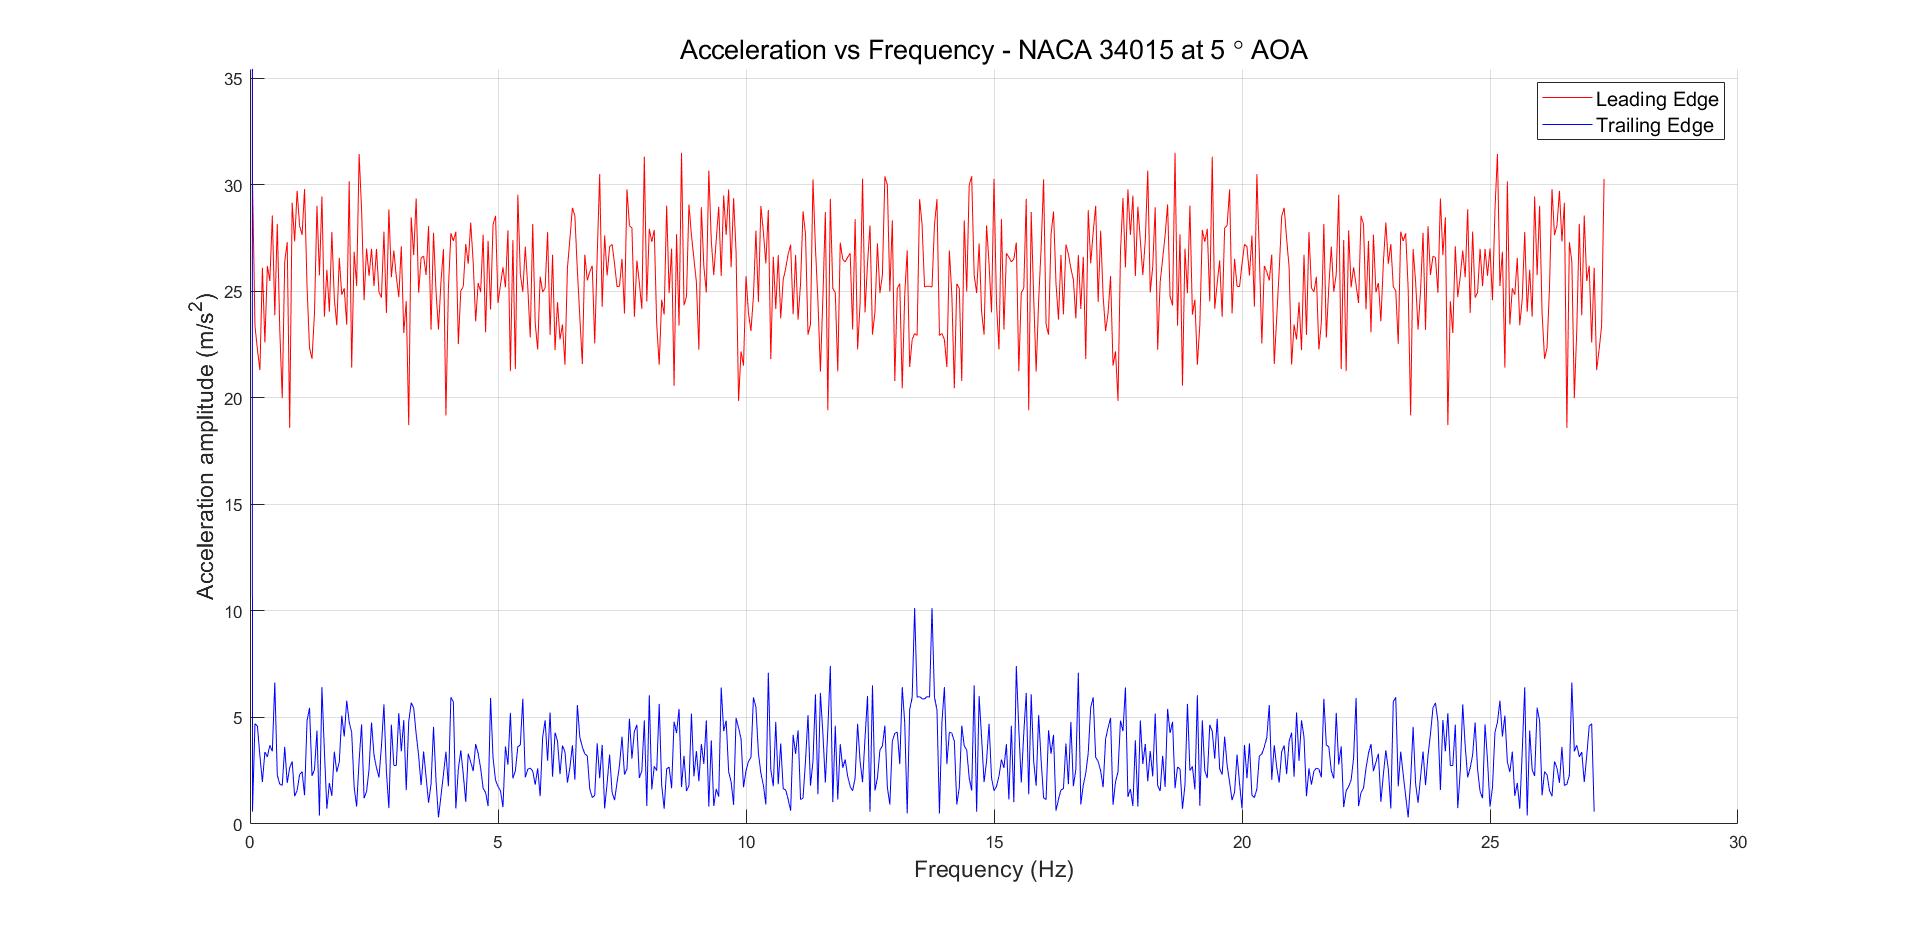 Acceleration vs Frequency - NACA 34015 at 5 ° AOA
Leading Edge
Trailing Edge
Acceleration amplitude (m/s²)
35
30
25
20
15
10
5
0
0 5 10 15 20 25 30
Frequency (Hz)